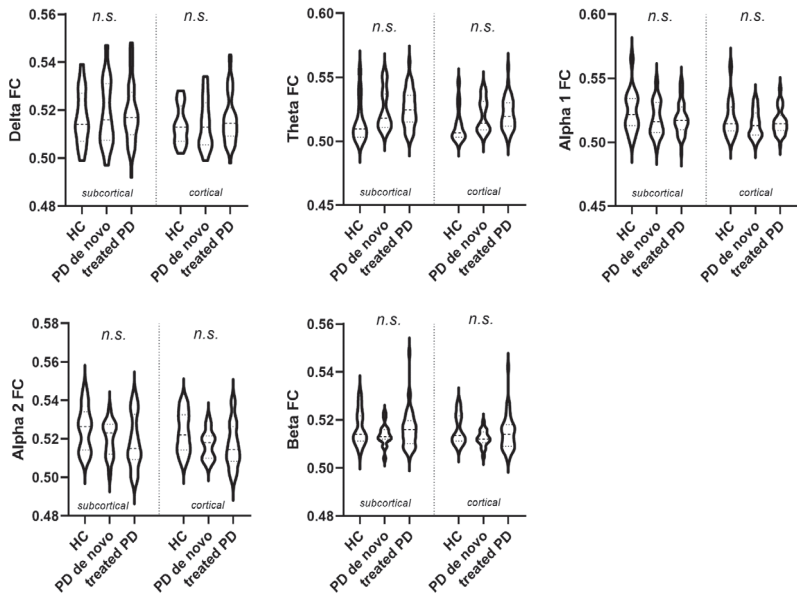 n.s. n.s.
Delta FC
0.56
0.54
0.52
0.50
0.48
subcortical cortical
HC PD de novo treated PD HC PD de novo treated PD
n.s. n.s.
Theta FC
0.60
0.55
0.50
0.45
subcortical cortical
HC PD de novo treated PD HC PD de novo treated PD
n.s. n.s.
Alpha 1 FC
0.60
0.55
0.50
0.45
subcortical cortical
HC PD de novo treated PD HC PD de novo treated PD
n.s. n.s.
Alpha 2 FC
0.58
0.56
0.54
0.52
0.50
0.48
subcortical cortical
HC PD de novo treated PD HC PD de novo treated PD
n.s. n.s.
Beta FC
0.56
0.54
0.52
0.50
0.48
subcortical cortical
HC PD de novo treated PD HC PD de novo treated PD